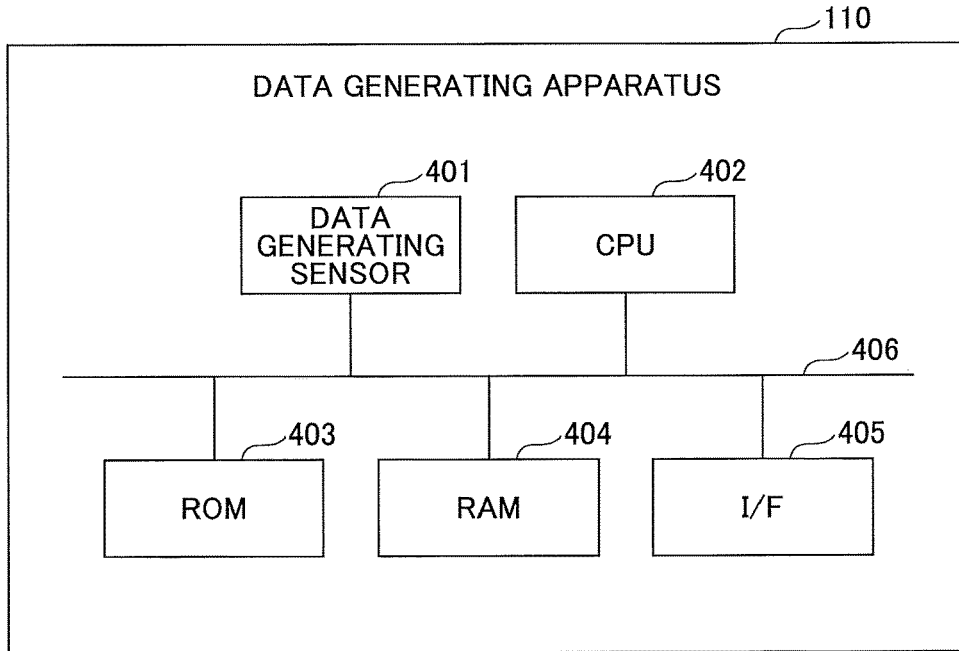 110
DATA GENERATING APPARATUS
401
402
DATA
GENERATING
SENSOR
CPU
406
403
404
405
ROM
RAM
I/F